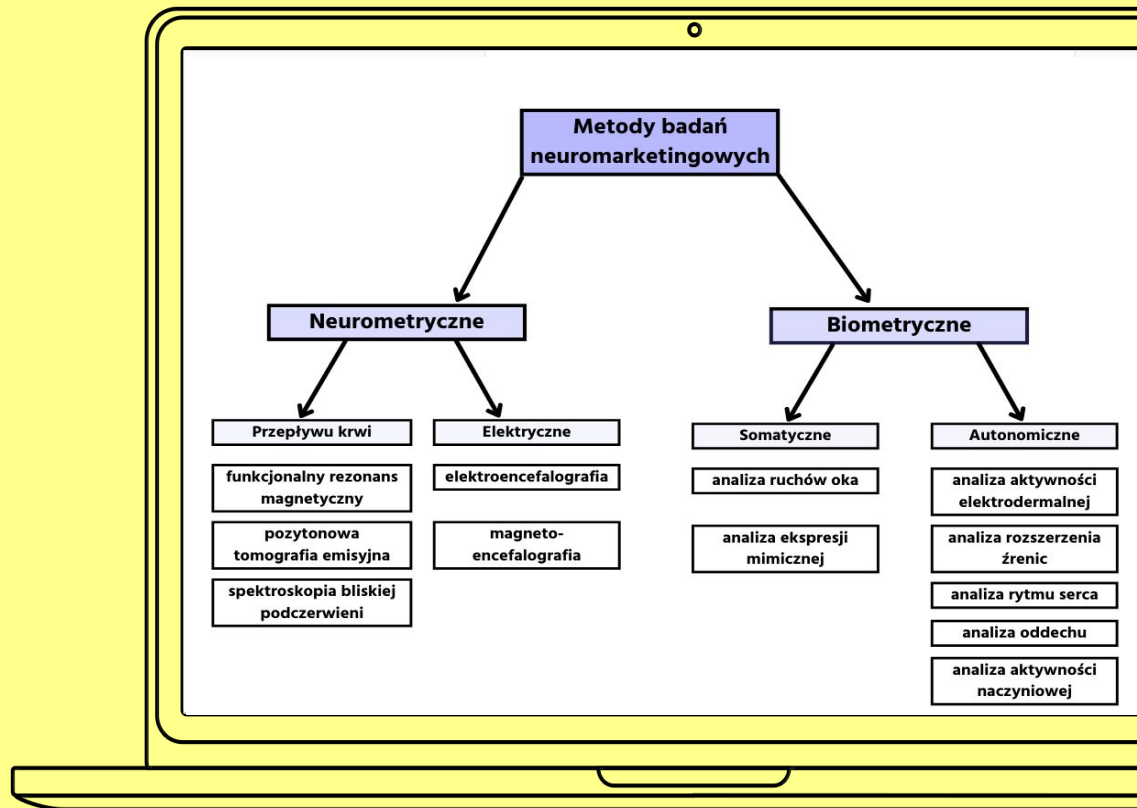 Metody badań
neuromarketingowych
Neurometryczne
Biometryczne
Przepływu krwi
funkcjonalny rezonans
magnetyczny
pozytonowa
tomografia emisyjna
spektroskopia bliskiej
podczerwieni
Elektryczne
elektroencefalografia
magneto-
encefalografia
Somatyczne
analiza ruchów oka
analiza ekspresji
mimicznej
Autonomiczne
analiza aktywności
elektrodermalnej
analiza rozszerzenia
źrenic
analiza rytmu serca
analiza oddechu
analiza aktywności
naczyniowej